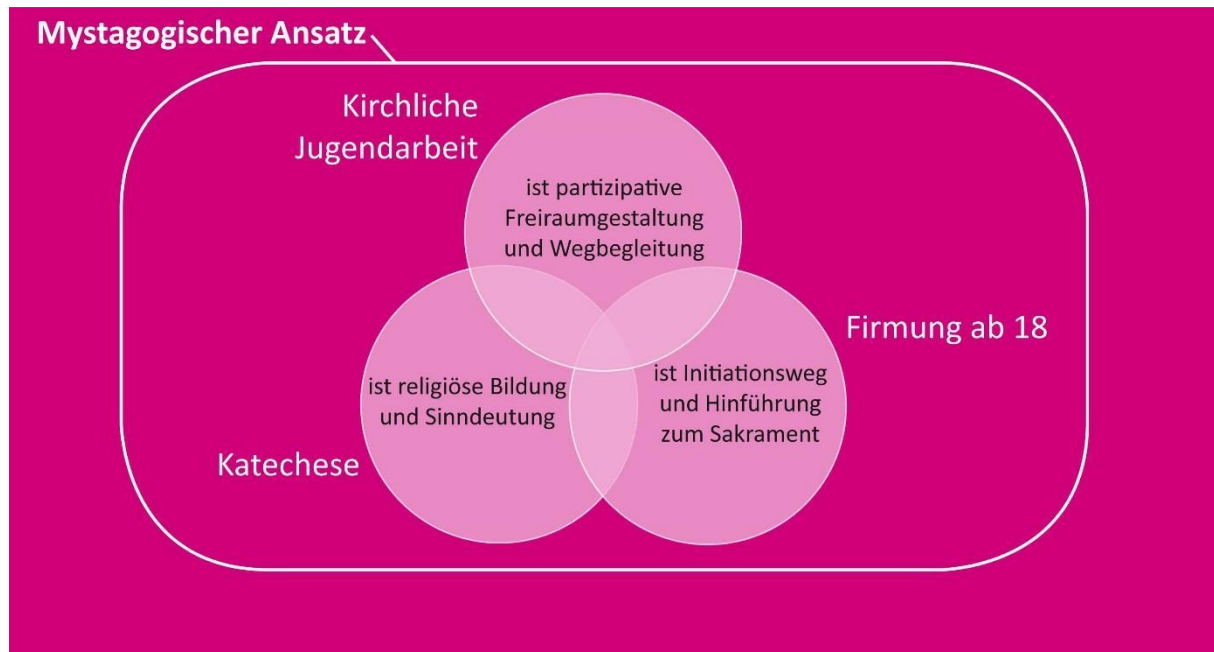 Mystagogischer Ansatz
Kirchliche
Jugendarbeit
ist partizipative
Freiraumgestaltung
und Wegbegleitung
Firmung ab 18
ist Initiationsweg
und Hinführung
zum Sakrament
ist religiöse Bildung
und Sinndeutung
Katechese